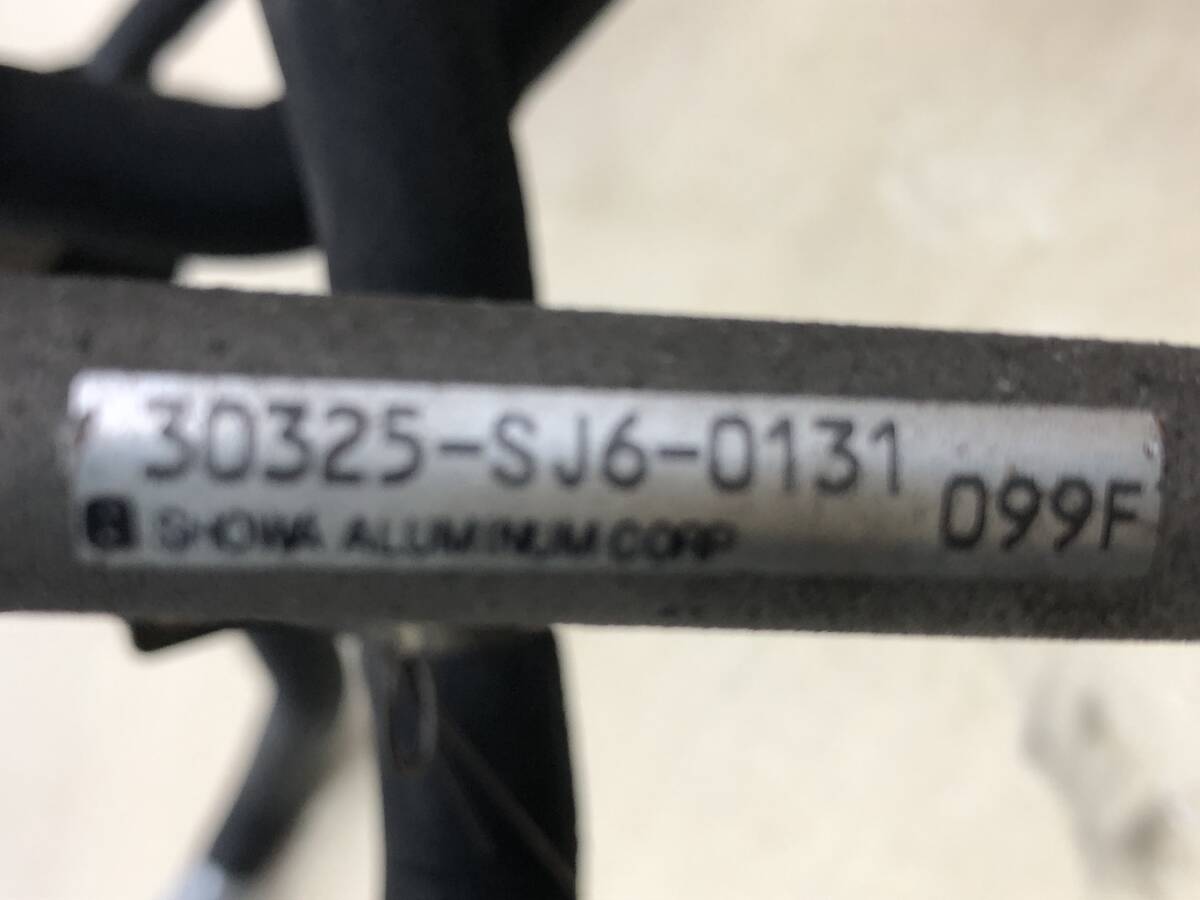 30325-SJ6-0131
099F
SHOWA ALUMINUM CORP